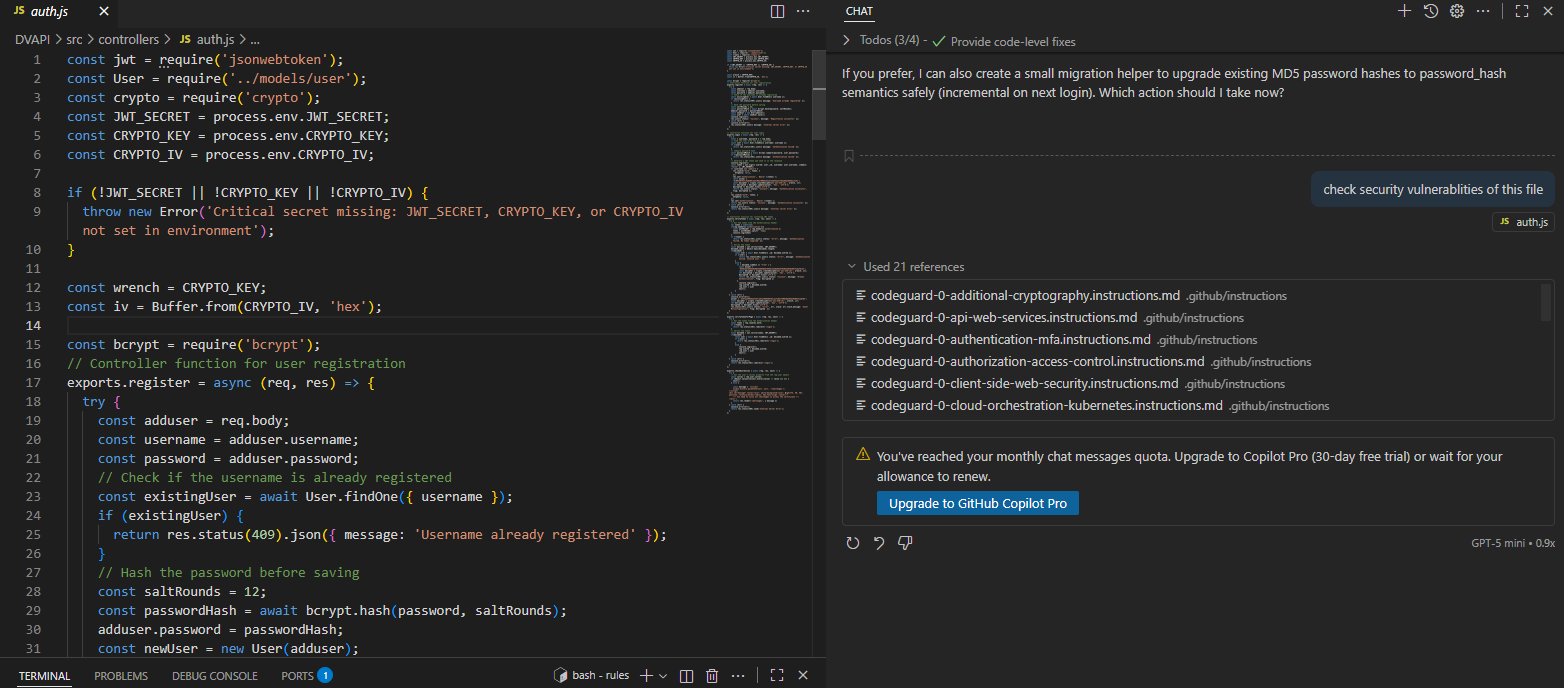 JS auth.js
DVAPI > src > controllers > JS auth.js > ...
1 const jwt = require('jsonwebtoken');
2 const User = require('../models/user');
3 const crypto = require('crypto');
4 const JWT_SECRET = process.env.JWT_SECRET;
5 const CRYPTO_KEY = process.env.CRYPTO_KEY;
6 const CRYPTO_IV = process.env.CRYPTO_IV;
7
8 if (!JWT_SECRET || !CRYPTO_KEY || !CRYPTO_IV) {
9 throw new Error('Critical secret missing: JWT_SECRET, CRYPTO_KEY, or CRYPTO_IV
not set in environment');
10 }
11
12 const wrench = CRYPTO_KEY;
13 const iv = Buffer.from(CRYPTO_IV, 'hex');
14
15 const bcrypt = require('bcrypt');
16 // Controller function for user registration
17 exports.register = async (req, res) => {
18 try {
19 const adduser = req.body;
20 const username = adduser.username;
21 const password = adduser.password;
22 // Check if the username is already registered
23 const existingUser = await User.findOne({ username });
24 if (existingUser) {
25 return res.status(409).json({ message: 'Username already registered' });
26 }
27 // Hash the password before saving
28 const saltRounds = 12;
29 const passwordHash = await bcrypt.hash(password, saltRounds);
30 adduser.password = passwordHash;
31 const newUser = new User(adduser);
TERMINAL PROBLEMS DEBUG CONSOLE PORTS 1 bash - rules
CHAT
Todos (3/4) - Provide code-level fixes
If you prefer, I can also create a small migration helper to upgrade existing MD5 password hashes to password_hash
semantics safely (incremental on next login). Which action should I take now?
check security vulnerablities of this file
JS auth.js
Used 21 references
codeguard-0-additional-cryptography.instructions.md .github/instructions
codeguard-0-api-web-services.instructions.md .github/instructions
codeguard-0-authentication-mfa.instructions.md .github/instructions
codeguard-0-authorization-access-control.instructions.md .github/instructions
codeguard-0-client-side-web-security.instructions.md .github/instructions
codeguard-0-cloud-orchestration-kubernetes.instructions.md .github/instructions
You've reached your monthly chat messages quota. Upgrade to Copilot Pro (30-day free trial) or wait for your
allowance to renew.
Upgrade to GitHub Copilot Pro
GPT-5 mini • 0.9x